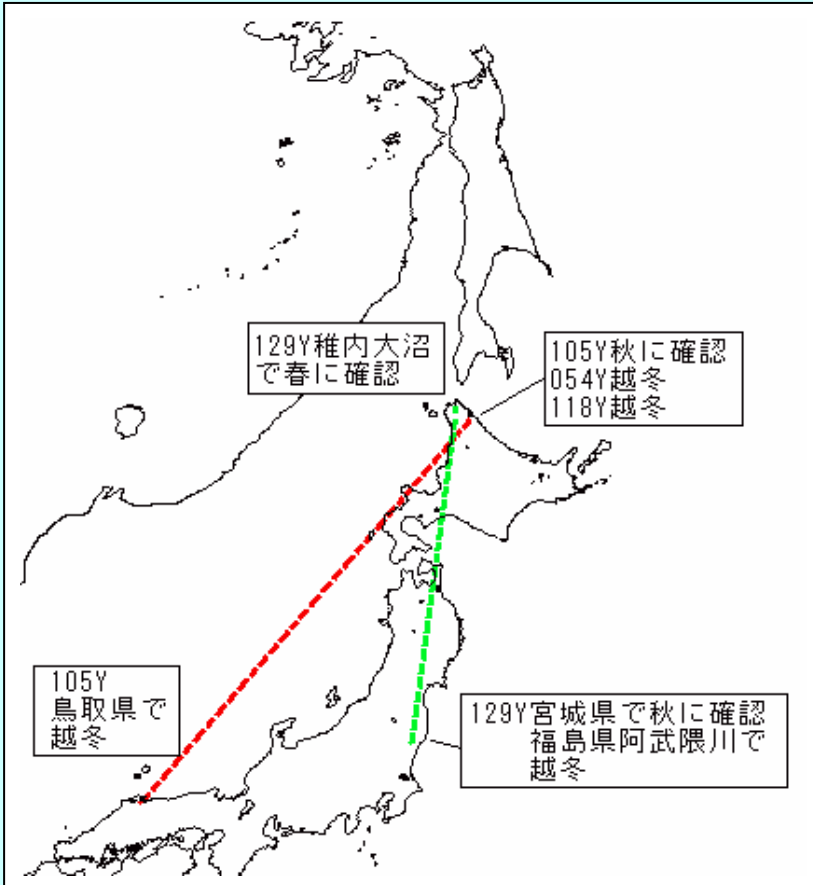 129Y稚内大沼
で春に確認
105Y秋に確認
054Y越冬
118Y越冬
105Y
鳥取県で
越冬
129Y宮城県で秋に確認
福島県阿武隈川で
越冬